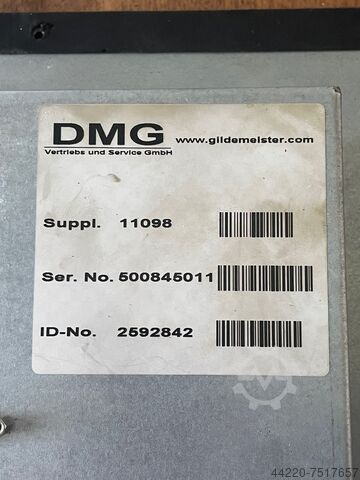 DMG www.gildemeister.com
Vertriebs und Service GmbH
Suppl. 11098
Ser. No. 500845011
ID-No. 2592842
44220-7517657